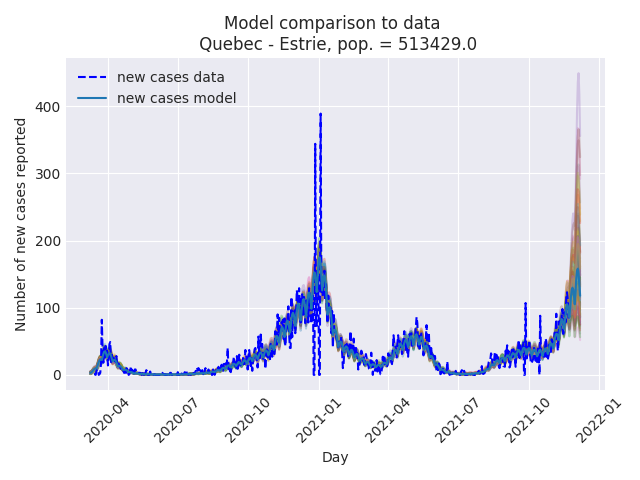 Model comparison to data
Quebec - Estrie, pop. = 513429.0
new cases data
new cases model
Number of new cases reported
400
300
200
100
0
2020-04
2020-07
2020-10
2021-01
2021-04
2021-07
2021-10
2022-01
Day